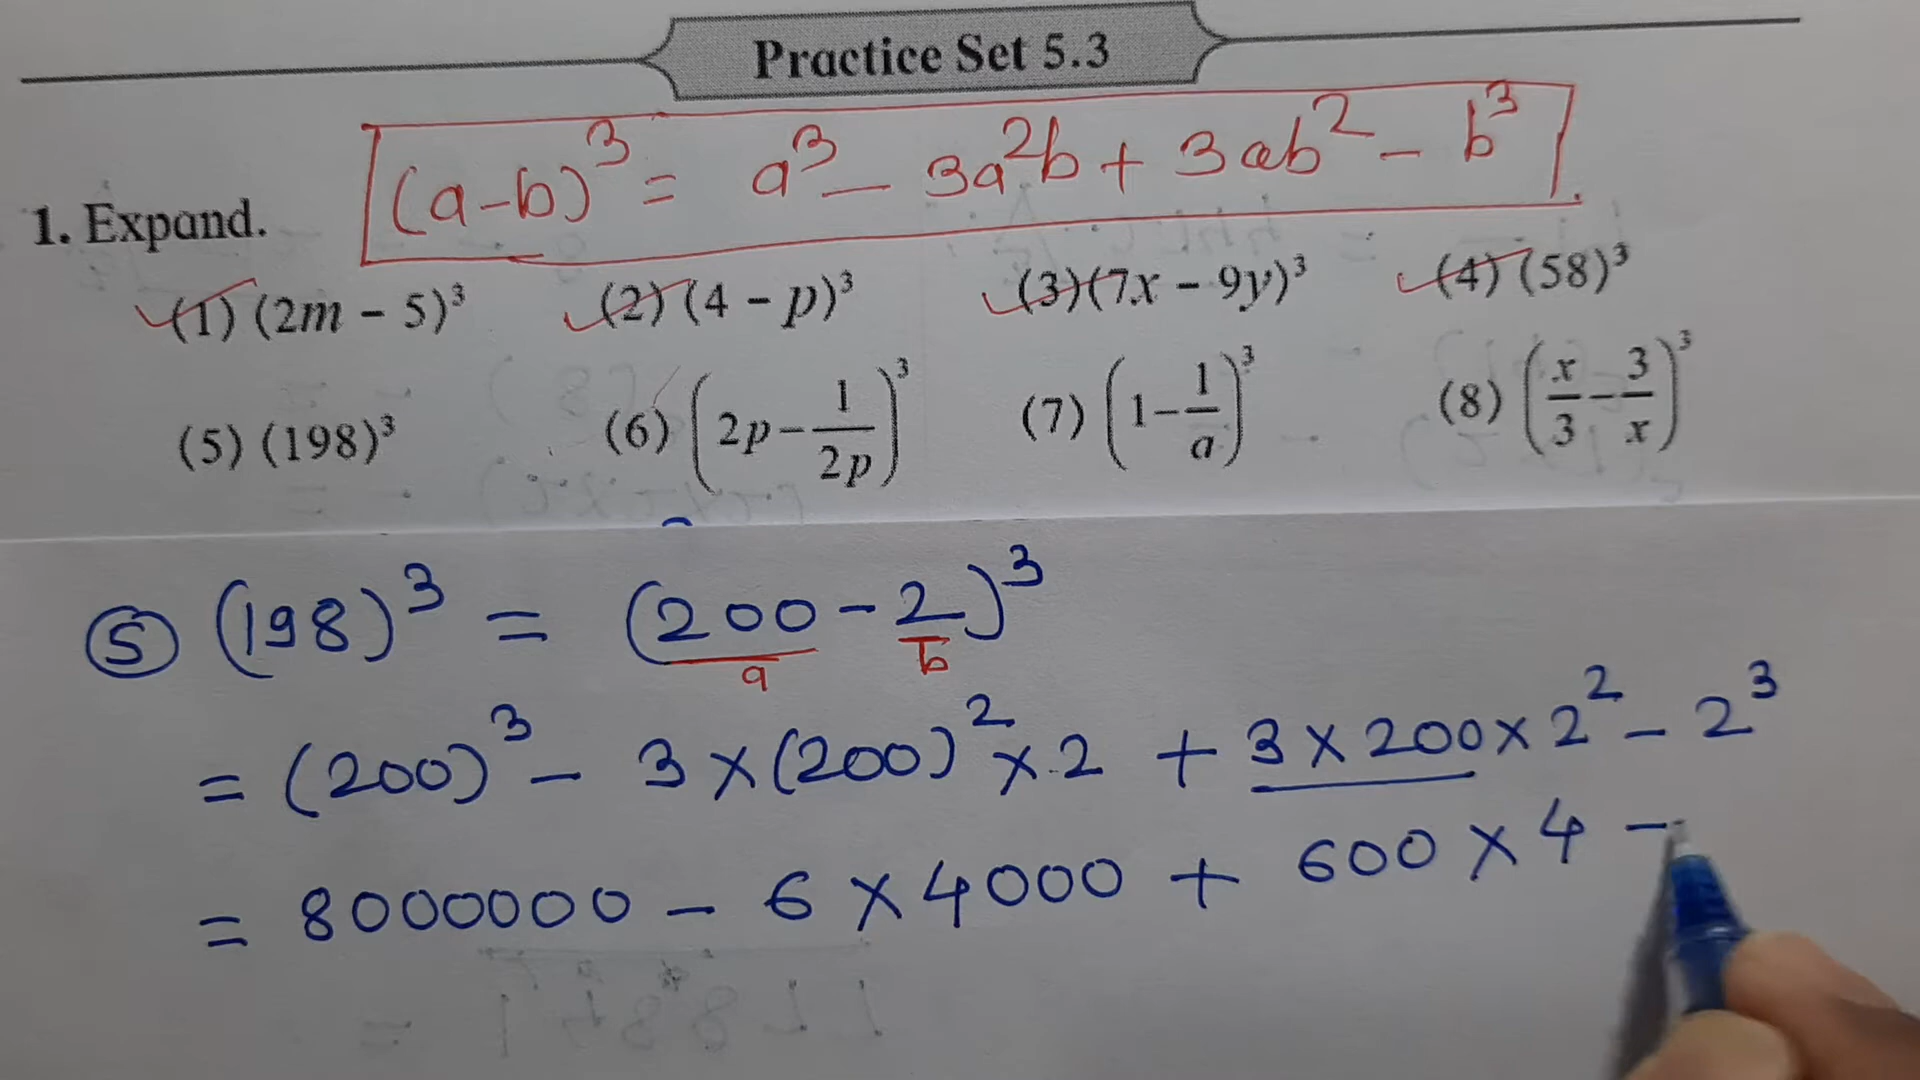 Practice Set 5.3
(a-b)³ = a³ - 3a²b + 3ab² - b³
1. Expand.
(1) (2m - 5)³ (2) (4 - p)³ (3) (7x - 9y)³ (4) (58)³
(5) (198)³ (6) (2p - 1/2p)³ (7) (1 - 1/a)³ (8) (x/3 - 3/x)³
⑤ (198)³ = (200 - 2)³
a b
= (200)³ - 3 × (200)² × 2 + 3 × 200 × 2² - 2³
= 8000000 - 6 × 4000 + 600 × 4 -